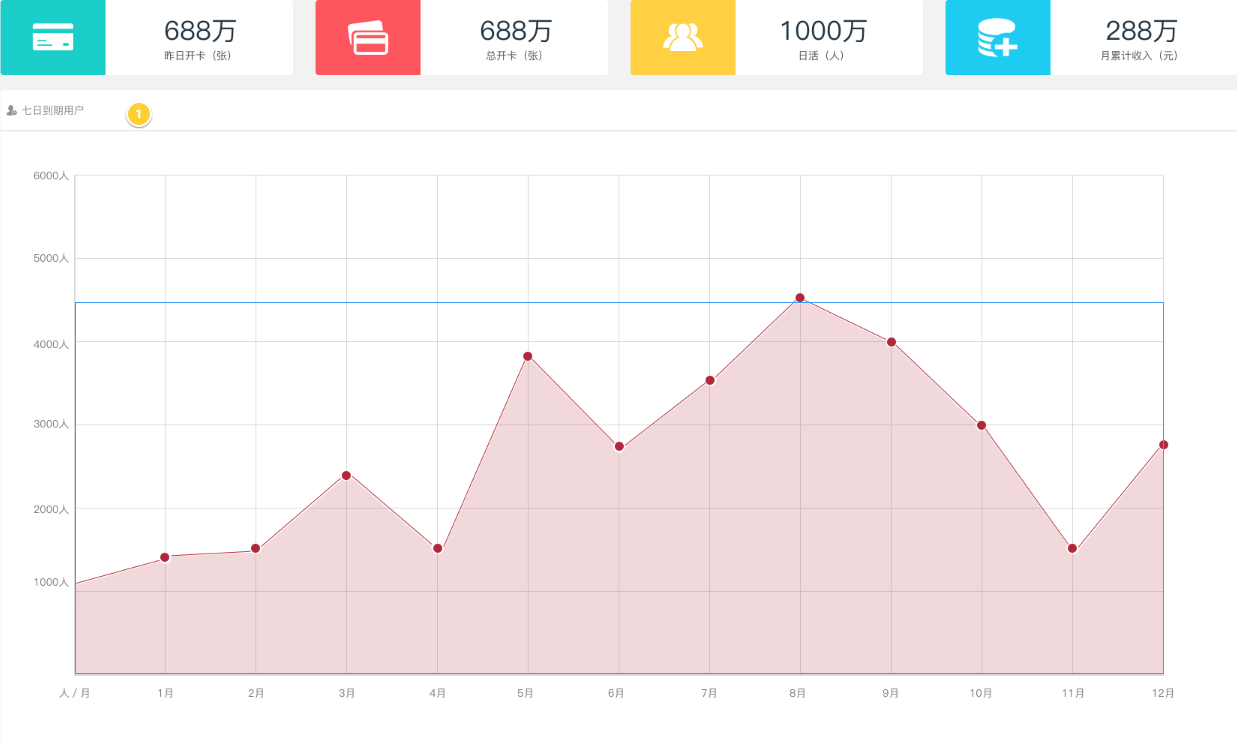 688万
昨日开卡（张）
688万
总开卡（张）
1000万
日活（人）
288万
月累计收入（元）
七日到期用户
1
6000人
5000人
4000人
3000人
2000人
1000人
人 / 月 1月 2月 3月 4月 5月 6月 7月 8月 9月 10月 11月 12月